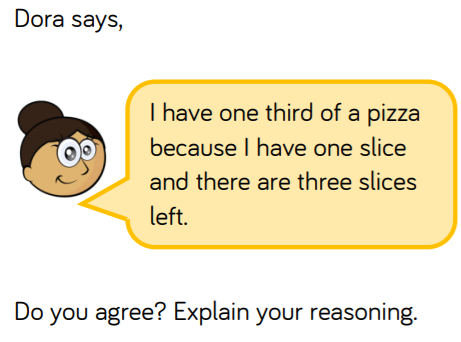 Dora says,
I have one third of a pizza
because I have one slice
and there are three slices
left.
Do you agree? Explain your reasoning.